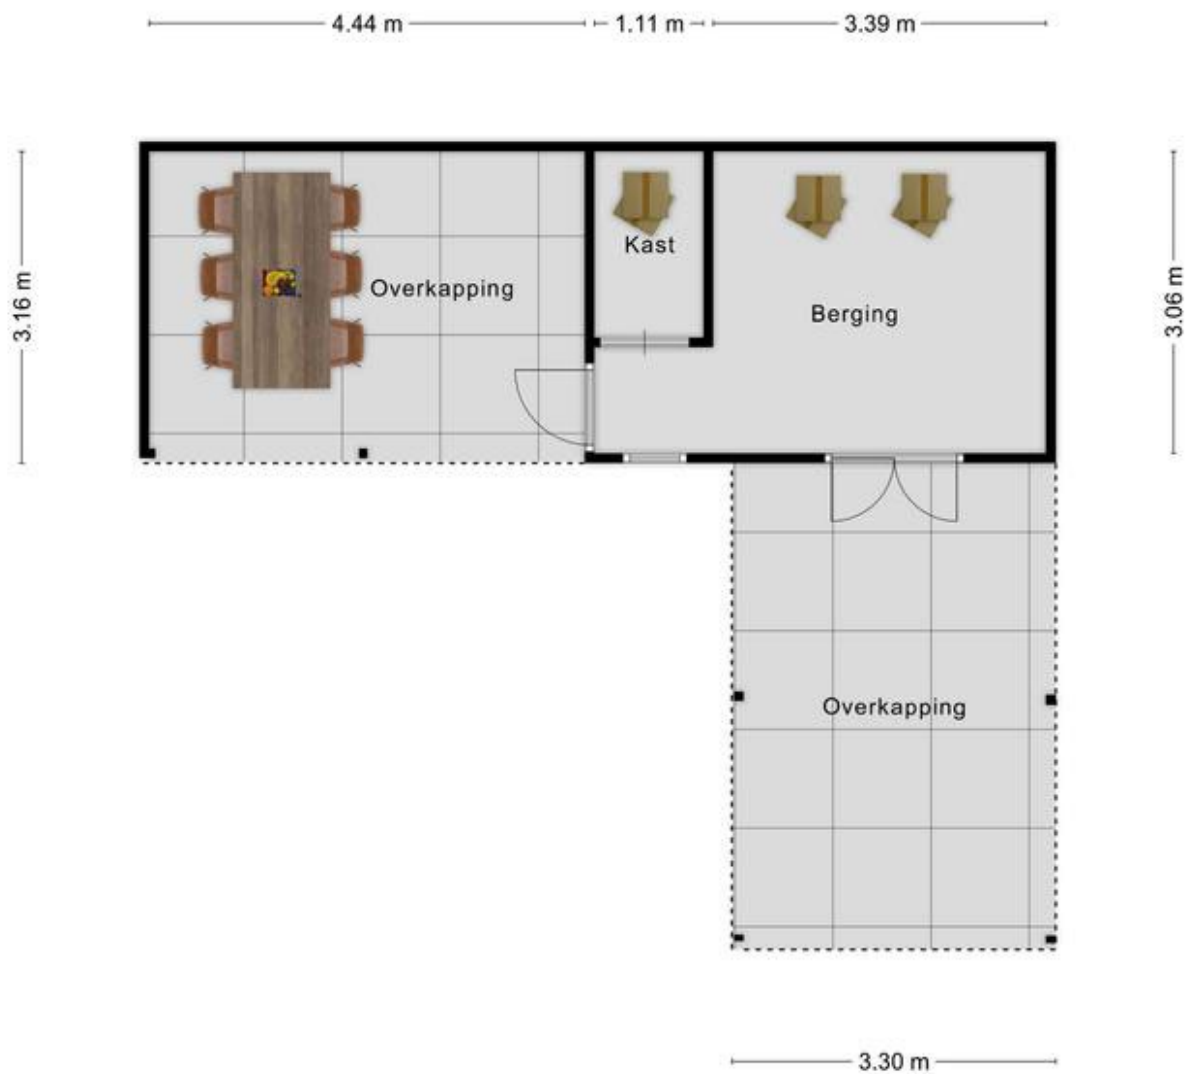 4.44 m
1.11 m
3.39 m
3.16 m
3.06 m
Kast
Overkapping
Berging
Overkapping
3.30 m